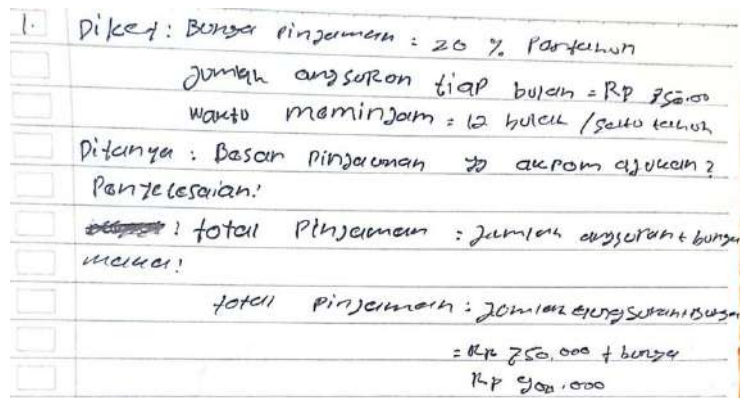 1. Diket : Bunga pinjaman : 20 % Pertahun
Jumlah angsuran tiap bulan = Rp 750.00
waktu meminjam = 12 bulan / satu tahun
Ditanya : Besar Pinjaman yg akpom ajukan ?
Penyelesaian:
: total Pinjaman : Jumlah angsuran + bunga
maka:
total pinjaman : Jumlah angsuran + Bunga
= Rp 750.000 + bunga
Rp 900.000